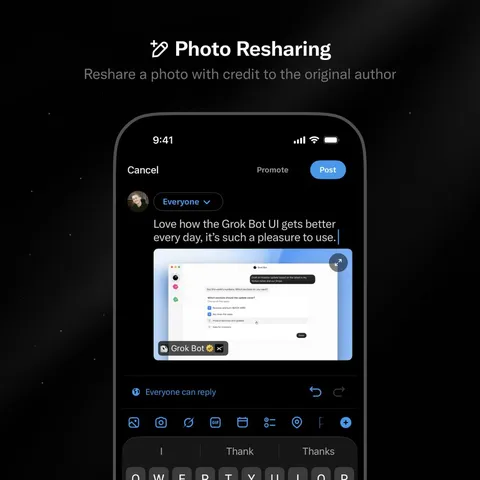 Photo Resharing
Reshare a photo with credit to the original author
9:41
Cancel
Promote
Post
Everyone
Love how the Grok Bot UI gets better
every day, it's such a pleasure to use.
Grok Bot
Everyone can reply
GIF
I
Thank
Thanks
Q W E R T Y U I O P